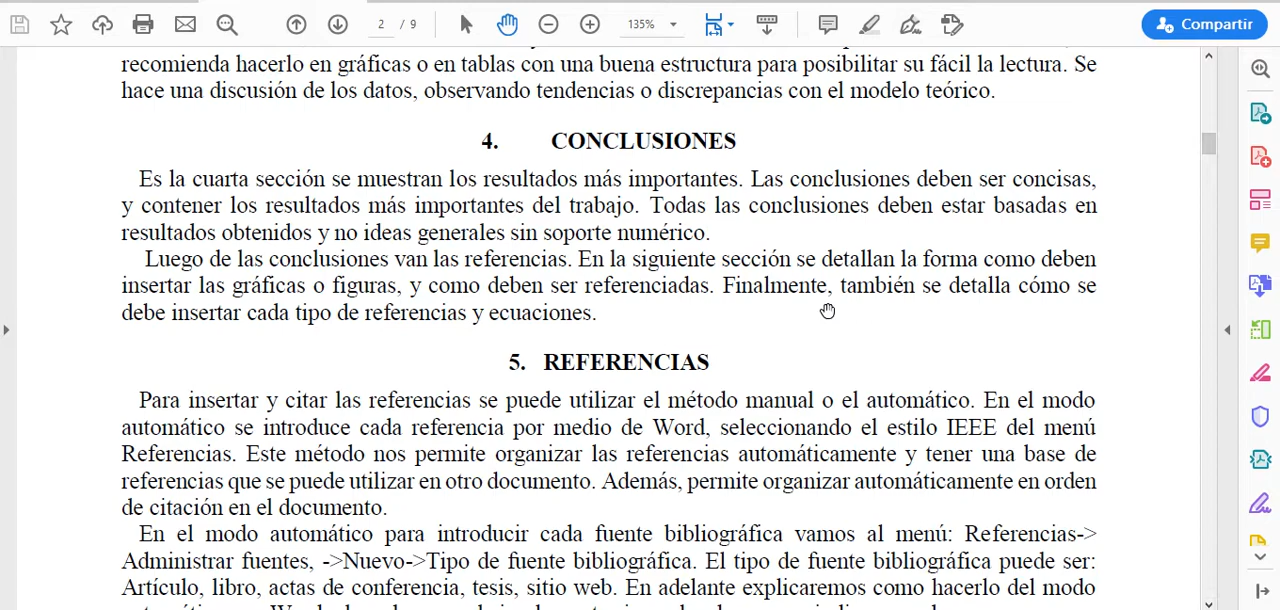 2 / 9
135%
Compartir
recomienda hacerlo en gráficas o en tablas con una buena estructura para posibilitar su fácil la lectura. Se
hace una discusión de los datos, observando tendencias o discrepancias con el modelo teórico.
4. CONCLUSIONES
Es la cuarta sección se muestran los resultados más importantes. Las conclusiones deben ser concisas,
y contener los resultados más importantes del trabajo. Todas las conclusiones deben estar basadas en
resultados obtenidos y no ideas generales sin soporte numérico.
Luego de las conclusiones van las referencias. En la siguiente sección se detallan la forma como deben
insertar las gráficas o figuras, y como deben ser referenciadas. Finalmente, también se detalla cómo se
debe insertar cada tipo de referencias y ecuaciones.
5. REFERENCIAS
Para insertar y citar las referencias se puede utilizar el método manual o el automático. En el modo
automático se introduce cada referencia por medio de Word, seleccionando el estilo IEEE del menú
Referencias. Este método nos permite organizar las referencias automáticamente y tener una base de
referencias que se puede utilizar en otro documento. Además, permite organizar automáticamente en orden
de citación en el documento.
En el modo automático para introducir cada fuente bibliográfica vamos al menú: Referencias->
Administrar fuentes, ->Nuevo->Tipo de fuente bibliográfica. El tipo de fuente bibliográfica puede ser:
Artículo, libro, actas de conferencia, tesis, sitio web. En adelante explicaremos como hacerlo del modo